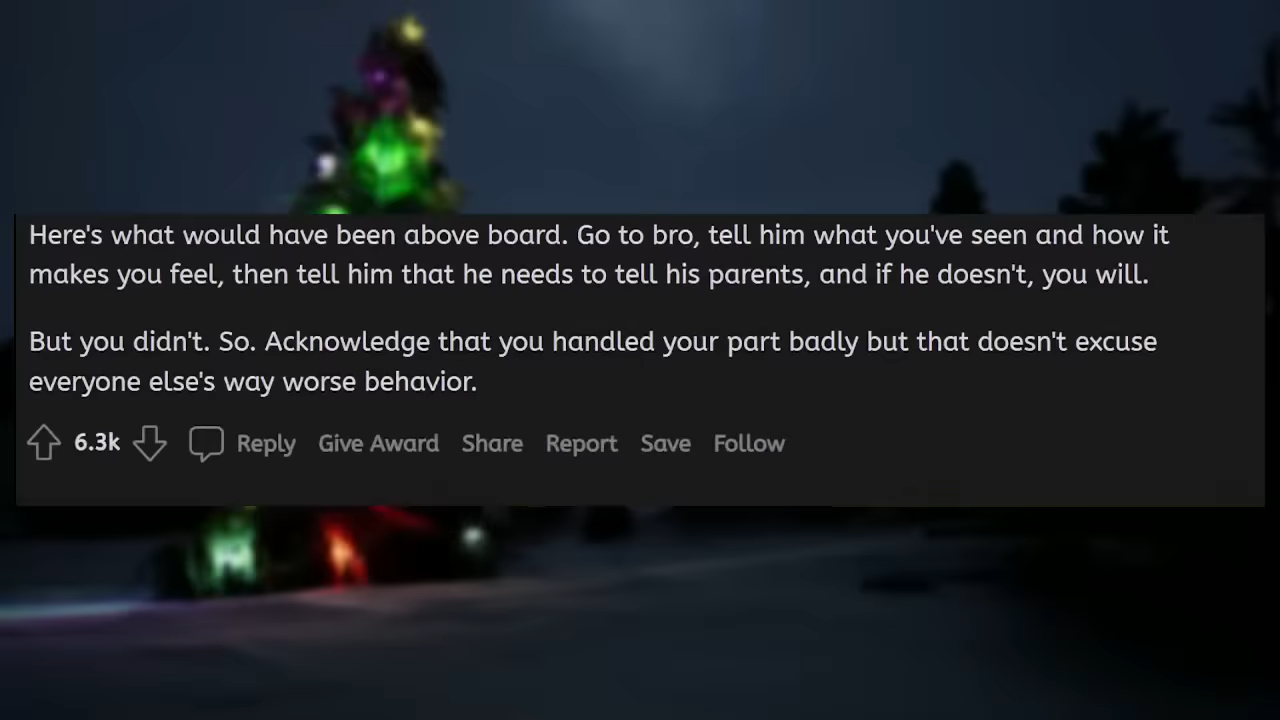 Here's what would have been above board. Go to bro, tell him what you've seen and how it
makes you feel, then tell him that he needs to tell his parents, and if he doesn't, you will.
But you didn't. So. Acknowledge that you handled your part badly but that doesn't excuse
everyone else's way worse behavior.
6.3k Reply Give Award Share Report Save Follow